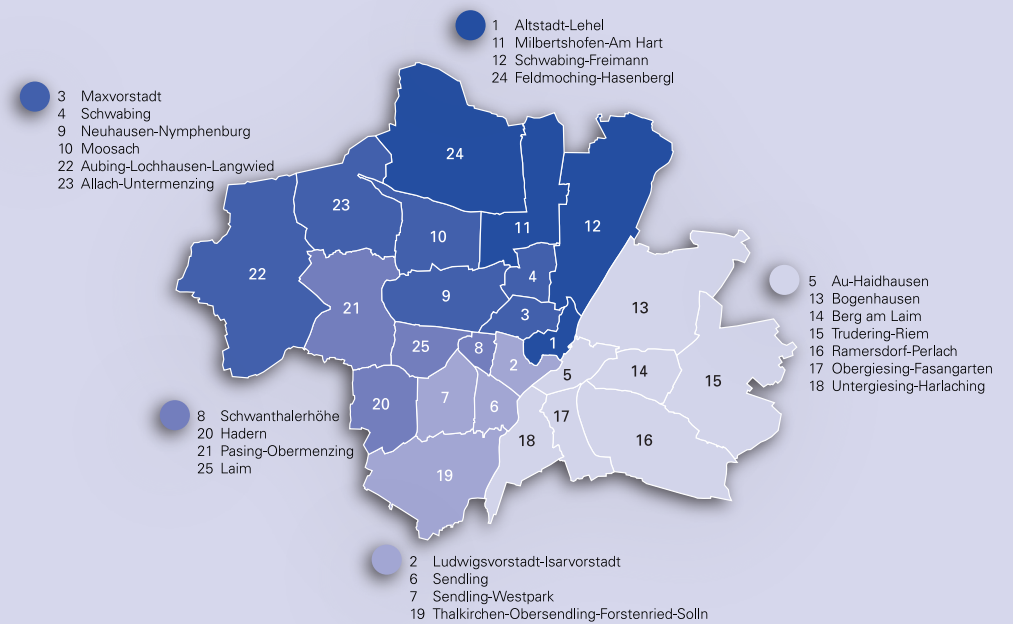 1 Altstadt-Lehel
11 Milbertshofen-Am Hart
12 Schwabing-Freimann
24 Feldmoching-Hasenbergl
3 Maxvorstadt
4 Schwabing
9 Neuhausen-Nymphenburg
10 Moosach
22 Aubing-Lochhausen-Langwied
23 Allach-Untermenzing
24
23
11
12
10
22
4
9
21
3
13
1
25
8
2
5
14
15
20
7
6
17
18
16
19
5 Au-Haidhausen
13 Bogenhausen
14 Berg am Laim
15 Trudering-Riem
16 Ramersdorf-Perlach
17 Obergiesing-Fasangarten
18 Untergiesing-Harlaching
8 Schwanthalerhöhe
20 Hadern
21 Pasing-Obermenzing
25 Laim
2 Ludwigsvorstadt-Isarvorstadt
6 Sendling
7 Sendling-Westpark
19 Thalkirchen-Obersendling-Forstenried-Solln